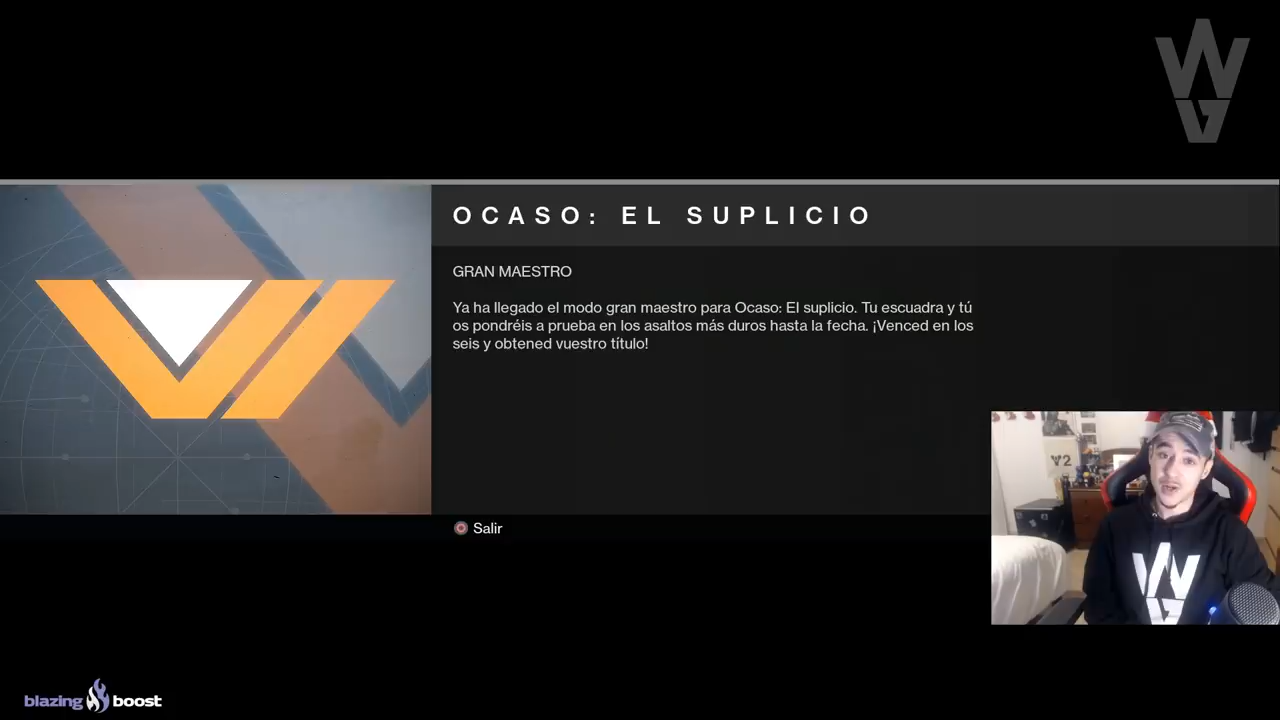 OCASO: EL SUPLICIO
GRAN MAESTRO
Ya ha llegado el modo gran maestro para Ocaso: El suplicio. Tu escuadra y tú
os pondréis a prueba en los asaltos más duros hasta la fecha. ¡Venced en los
seis y obtened vuestro título!
Salir
blazing boost